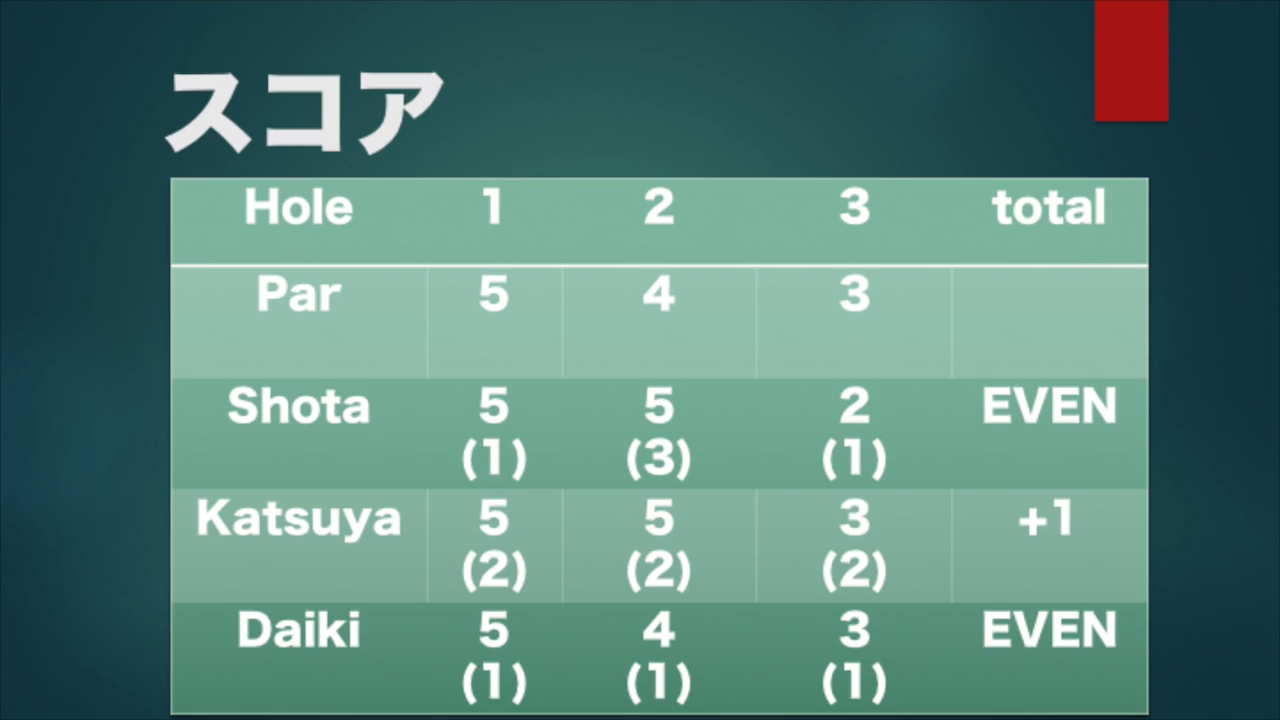 スコア
Hole 1 2 3 total
Par 5 4 3
Shota 5 5 2 EVEN
(1) (3) (1)
Katsuya 5 5 3 +1
(2) (2) (2)
Daiki 5 4 3 EVEN
(1) (1) (1)